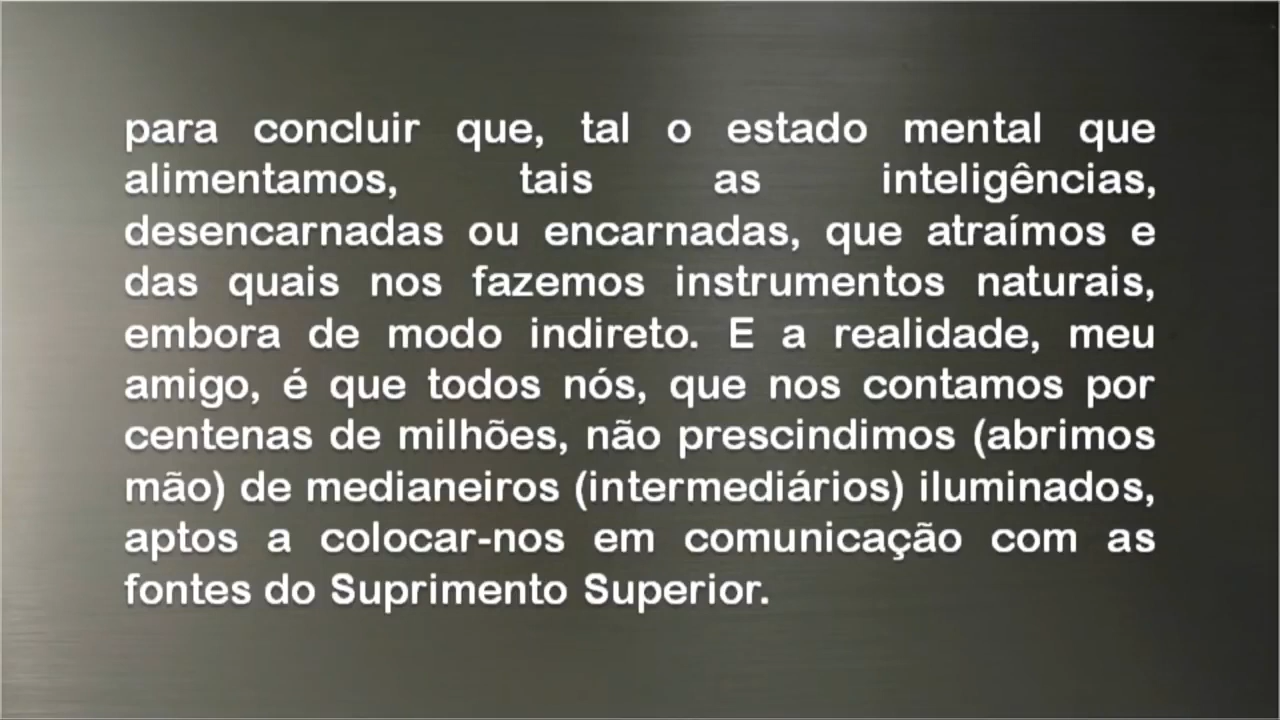 para concluir que, tal o estado mental que
alimentamos, tais as inteligências,
desencarnadas ou encarnadas, que atraímos e
das quais nos fazemos instrumentos naturais,
embora de modo indireto. E a realidade, meu
amigo, é que todos nós, que nos contamos por
centenas de milhões, não prescindimos (abrimos
mão) de medianeiros (intermediários) iluminados,
aptos a colocar-nos em comunicação com as
fontes do Suprimento Superior.